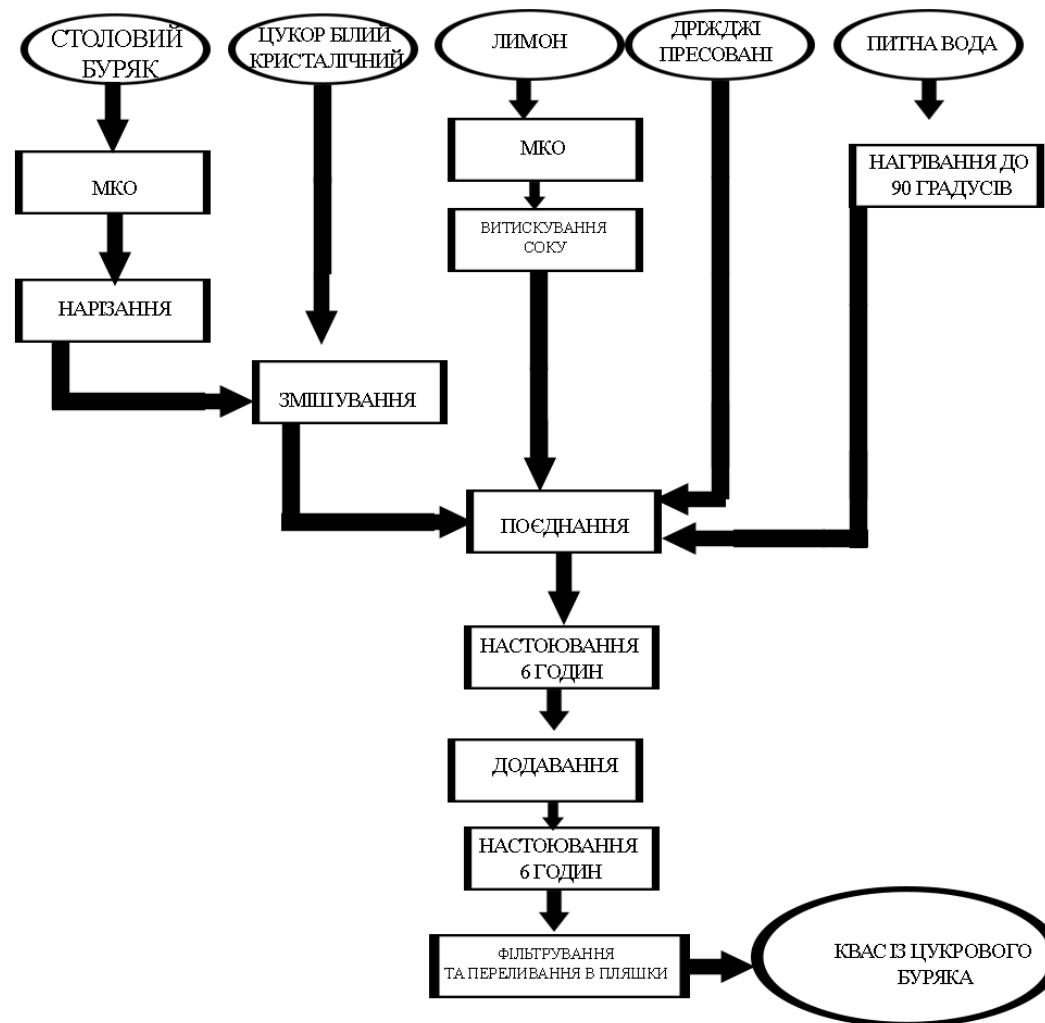 СТОЛОВИЙ
БУРЯК
ЦУКОР БІЛИЙ
КРИСТАЛІЧНИЙ
ЛИМОН
ДРІЖДЖІ
ПРЕСОВАНІ
ПИТНА ВОДА
МКО
МКО
НАГРІВАННЯ ДО
90 ГРАДУСІВ
ВИТИСКУВАННЯ
СОКУ
НАРІЗАННЯ
ЗМІШУВАННЯ
ПОЄДНАННЯ
НАСТОЮВАННЯ
6 ГОДИН
ДОДАВАННЯ
НАСТОЮВАННЯ
6 ГОДИН
ФІЛЬТРУВАННЯ
ТА ПЕРЕЛИВАННЯ В ПЛЯШКИ
КВАС ІЗ ЦУКРОВОГО
БУРЯКА